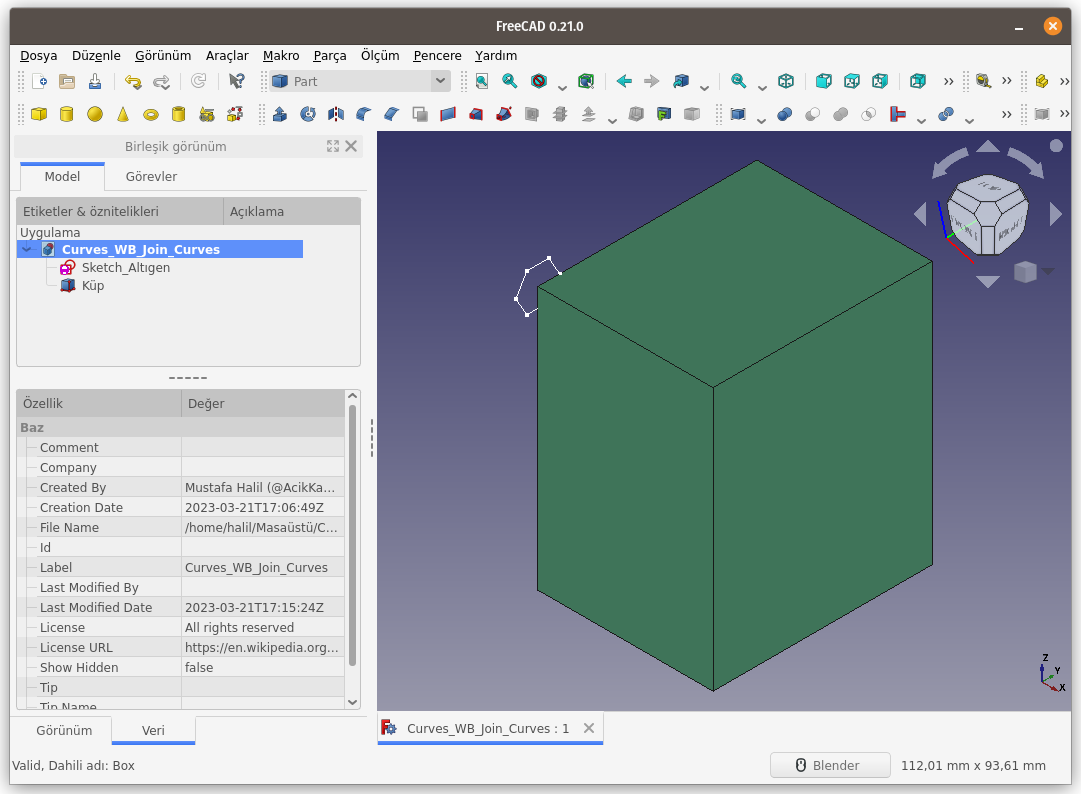 FreeCAD 0.21.0
Dosya Düzenle Görünüm Araçlar Makro Parça Ölçüm Pencere Yardım
Part
Birleşik görünüm
Model Görevler
Etiketler & öznitelikleri Açıklama
Uygulama
Curves_WB_Join_Curves
Sketch_Altıgen
Küp
Özellik Değer
Baz
Comment
Company
Created By Mustafa Halil (@AcikKa...
Creation Date 2023-03-21T17:06:49Z
File Name /home/halil/Masaüstü/C...
Id
Label Curves_WB_Join_Curves
Last Modified By
Last Modified Date 2023-03-21T17:15:24Z
License All rights reserved
License URL https://en.wikipedia.org...
Show Hidden false
Tip
Tip Name
Görünüm Veri
Z
Y
X
Curves_WB_Join_Curves : 1
Valid, Dahili adı: Box
Blender 112,01 mm x 93,61 mm